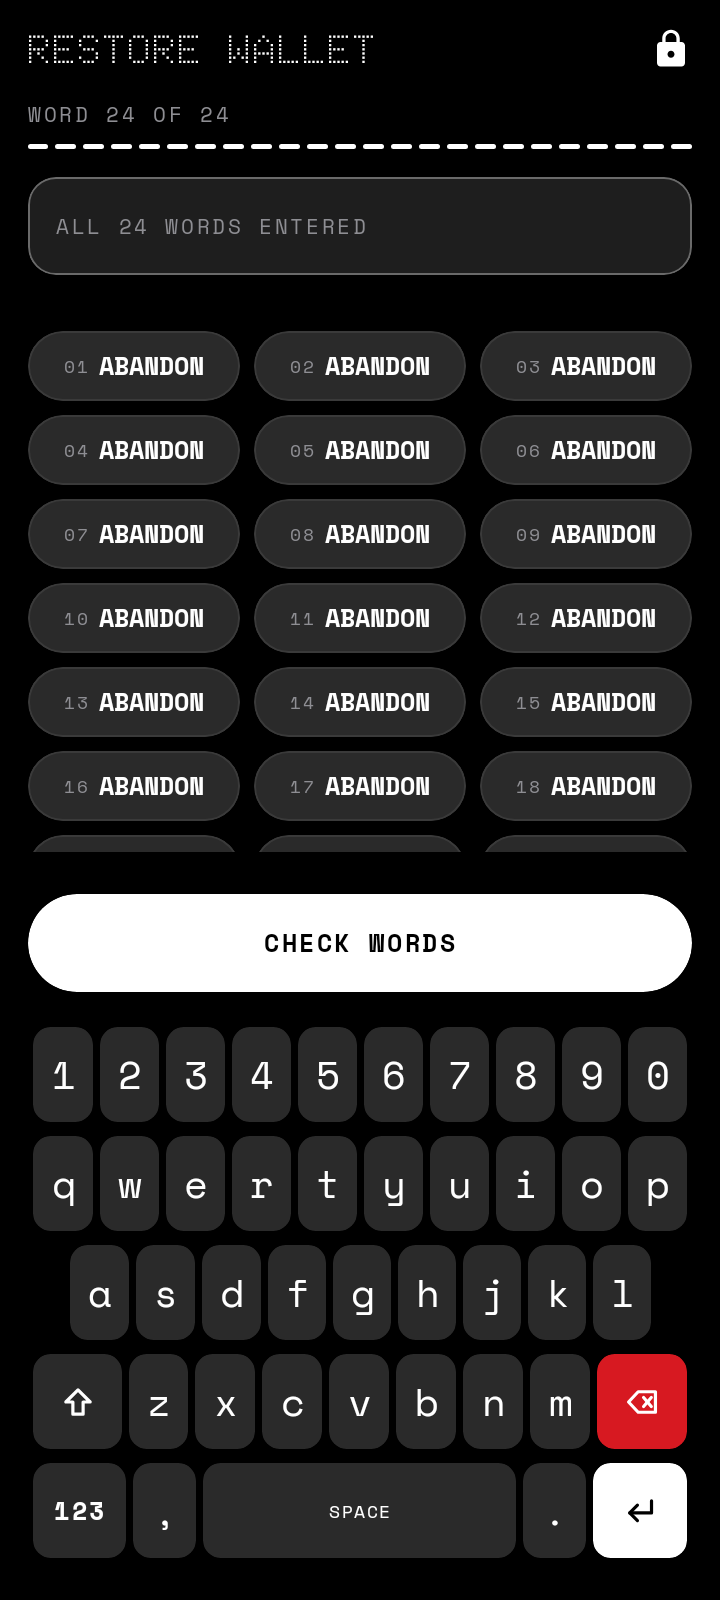 RESTORE WALLET
WORD 24 OF 24
ALL 24 WORDS ENTERED
01 ABANDON 02 ABANDON 03 ABANDON
04 ABANDON 05 ABANDON 06 ABANDON
07 ABANDON 08 ABANDON 09 ABANDON
10 ABANDON 11 ABANDON 12 ABANDON
13 ABANDON 14 ABANDON 15 ABANDON
16 ABANDON 17 ABANDON 18 ABANDON
CHECK WORDS
1 2 3 4 5 6 7 8 9 0
q w e r t y u i o p
a s d f g h j k l
z x c v b n m
123 , SPACE .